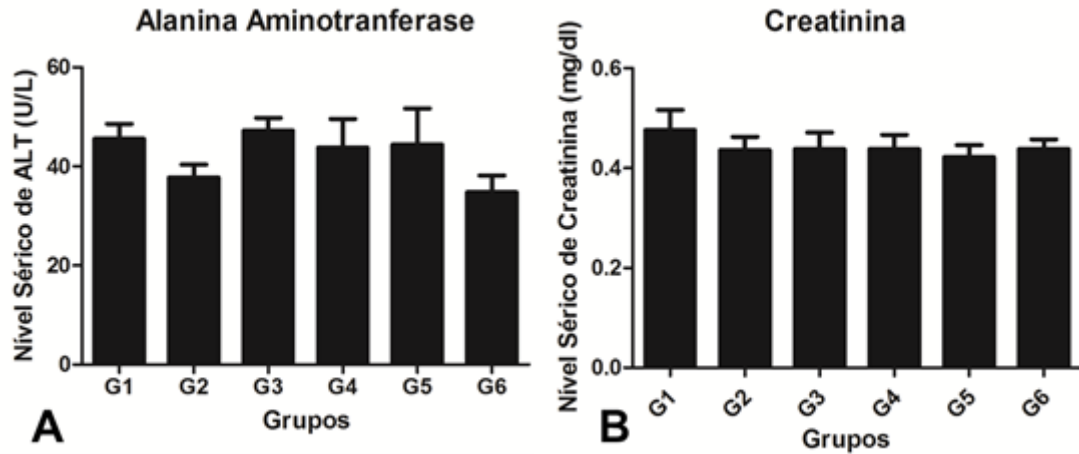 Alanina Aminotranferase
Nível Sérico de ALT (U/L)
60
40
20
0
G1 G2 G3 G4 G5 G6
Grupos
A
Creatinina
Nível Sérico de Creatinina (mg/dl)
0.6
0.4
0.2
0.0
G1 G2 G3 G4 G5 G6
Grupos
B